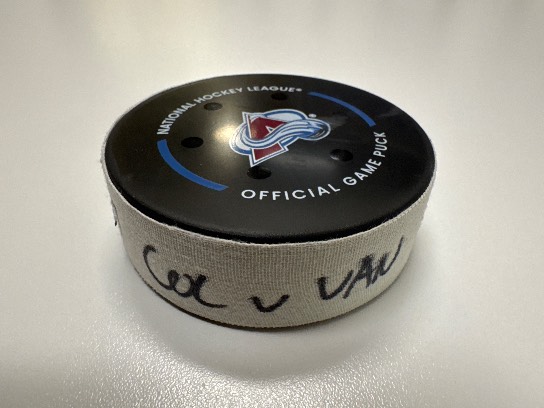 NATIONAL HOCKEY LEAGUE®
®
OFFICIAL GAME PUCK
COL v VAN